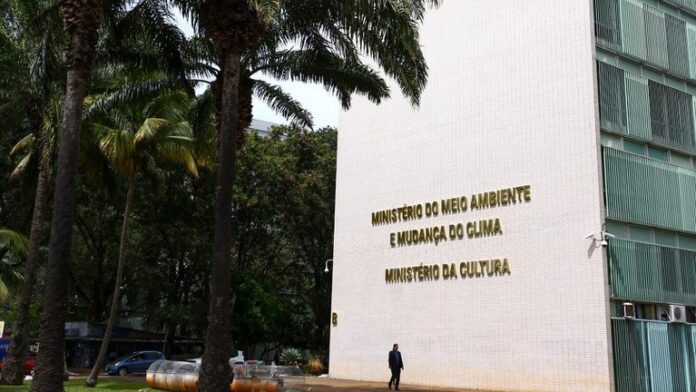 MINISTÉRIO DO MEIO AMBIENTE
E MUDANÇA DO CLIMA
MINISTÉRIO DA CULTURA
B